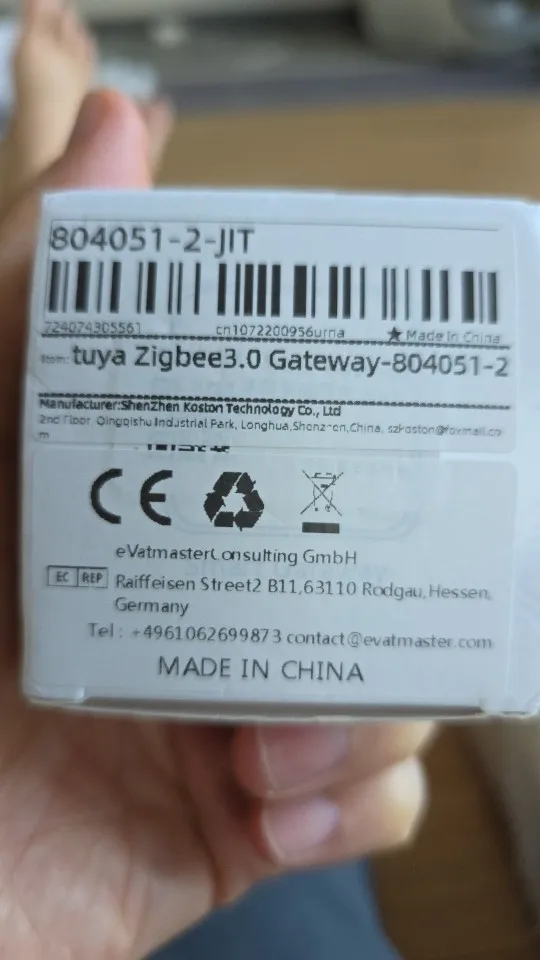 804051-2-JIT
724074305561 cn1072200956urna ★ Made In China
Item: tuya Zigbee3.0 Gateway-804051-2
Manufacturer:ShenZhen Koston Technology Co., Ltd
2nd Floor, Qingqishu Industrial Park, Longhua,Shenzhen,China, szkoston@foxmail.co
m
CE
eVatmasterConsulting GmbH
EC REP
Raiffeisen Street2 B11,63110 Rodgau,Hessen,
Germany
Tel : +4961062699873 contact@evatmaster.com
MADE IN CHINA